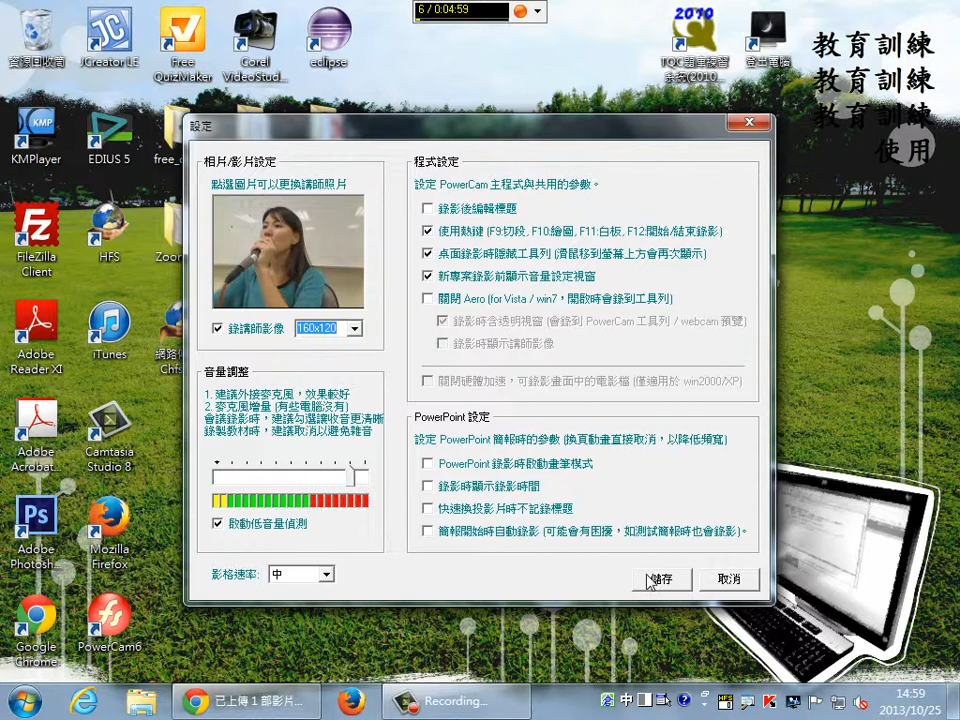 6 / 0:04:59
資源回收筒
JCreator LE
Free
QuizMaker
Corel
VideoStud...
eclipse
2010
TQC題庫練習
系統(2010...
登出電腦
教育訓練
教育訓練
教育訓練
使用
KMPlayer
EDIUS 5
free_
FileZilla
Client
HFS
Zoon
Adobe
Reader XI
iTunes
Adobe
Acrobat...
Camtasia
Studio 8
Adobe
Photosh...
Mozilla
Firefox
Google
Chrome
PowerCam6
設定
相片/影片設定
點選圖片可以更換講師照片
錄講師影像
160x120
音量調整
1. 建議外接麥克風，效果較好
2. 麥克風增量 (有些電腦沒有)
會議錄影時，建議勾選讓收音更清晰
錄製教材時，建議取消以避免雜音
啟動低音量偵測
影格速率:
中
程式設定
設定 PowerCam 主程式與共用的參數。
錄影後編輯標題
使用熱鍵 (F9:切段, F10:繪圖, F11:白板, F12:開始/結束錄影)
桌面錄影時隱藏工具列 (滑鼠移到螢幕上方會再次顯示)
新專案錄影前顯示音量設定視窗
關閉 Aero (for Vista / win7，開啟時會錄到工具列)
錄影時含透明視窗 (會錄到 PowerCam 工具列 / webcam 預覽)
錄影時顯示講師影像
關閉硬體加速，可錄影畫面中的電影檔 (僅適用於 win2000/XP)
PowerPoint 設定
設定 PowerPoint 簡報時的參數 (換頁動畫直接取消，以降低頻寬)
PowerPoint 錄影時啟動畫筆模式
錄影時顯示錄影時間
快速換投影片時不記錄標題
簡報開始時自動錄影 (可能會有困擾，如測試簡報時也會錄影)。
儲存
取消
已上傳 1 部影片...
Recording...
中
14:59
2013/10/25